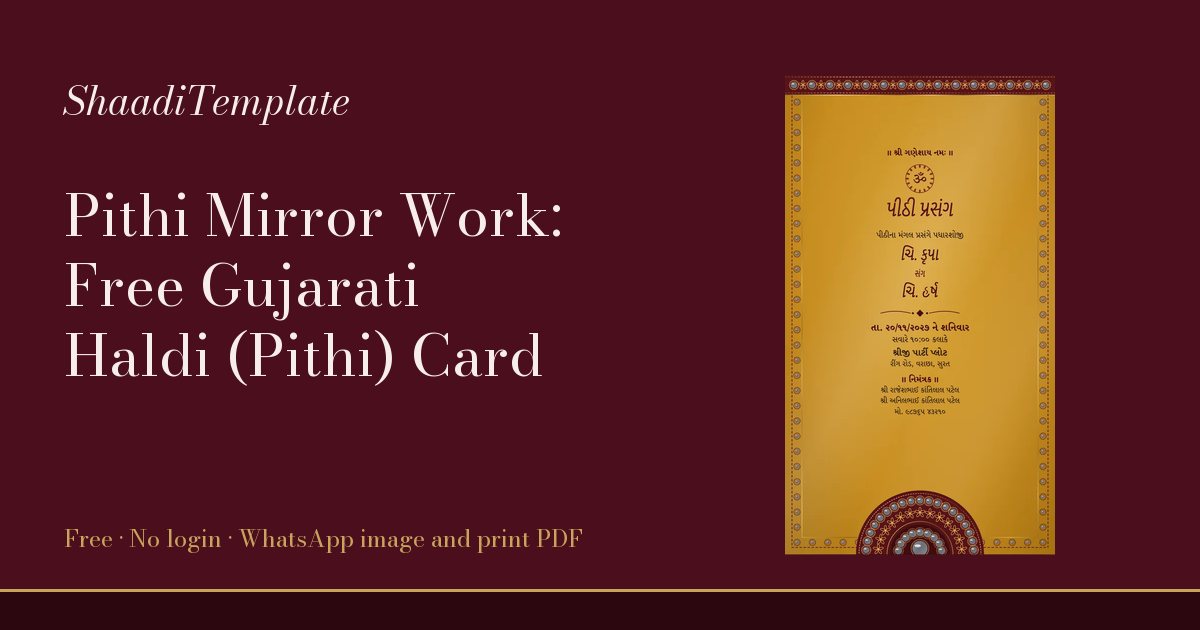 ShaadiTemplate
Pithi Mirror Work:
Free Gujarati
Haldi (Pithi) Card
Free · No login · WhatsApp image and print PDF
॥ શ્રી ગણેશાય નમઃ ॥
ૐ
પીઠી પ્રસંગ
પીઠીના મંગલ પ્રસંગે પધારશોજી
ચિ. કૃપા
સંગ
ચિ. હર્ષ
તા. ૨૦/૧૧/૨૦૨૭ ને શનિવાર
સવારે ૧૦:૦૦ કલાકે
શ્રીજી પાર્ટી પ્લોટ
રીંગ રોડ, વરાછા, સુરત
॥ નિમંત્રક ॥
શ્રી રાજેશભાઈ કાંતિલાલ પટેલ
શ્રી અનિલભાઈ કાંતિલાલ પટેલ
મો. ૯૮૭૬૫ ૪૩૨૧૦